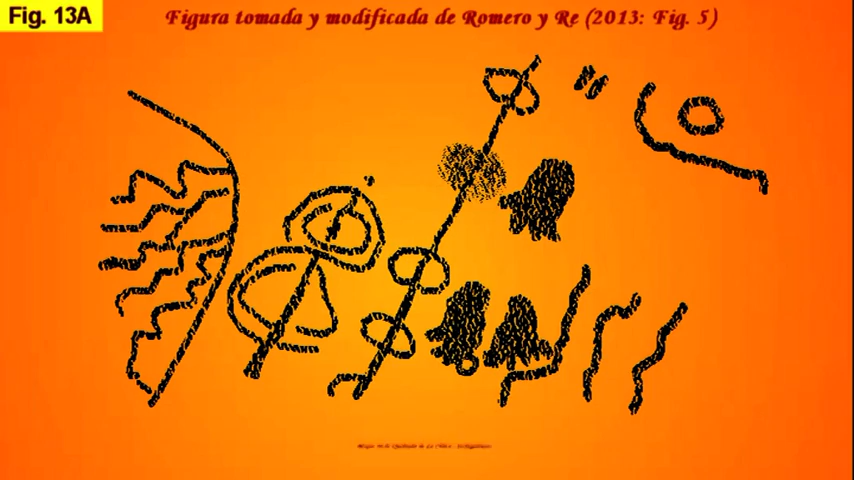 Fig. 13A
Figura tomada y modificada de Romero y Re (2013: Fig. 5)